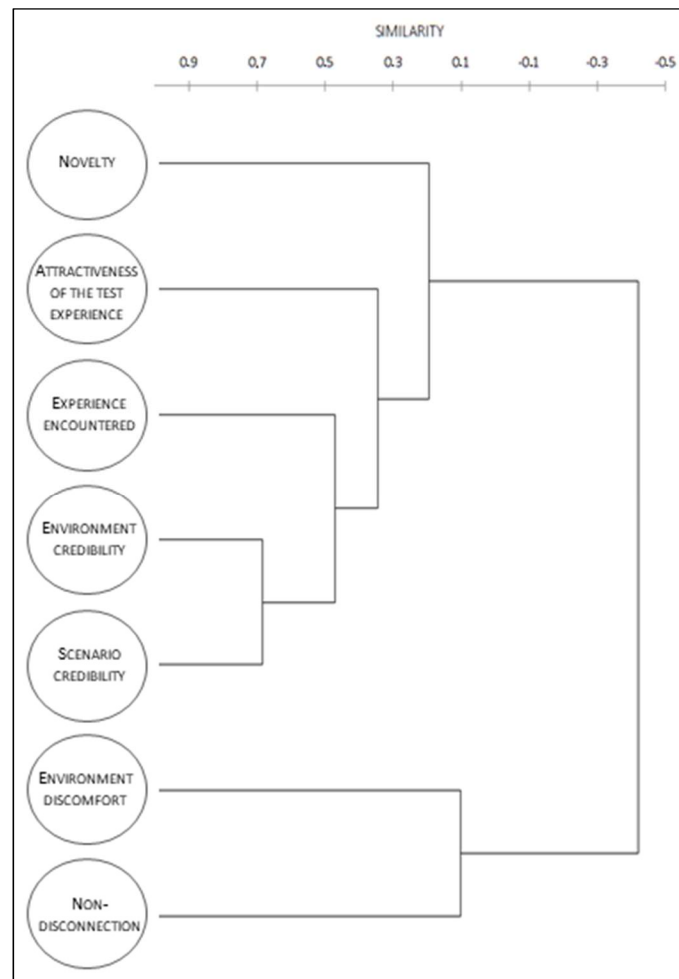 SIMILARITY
0.9 0.7 0.5 0.3 0.1 -0.1 -0.3 -0.5
NOVELTY
ATTRACTIVENESS
OF THE TEST
EXPERIENCE
EXPERIENCE
ENCOUNTERED
ENVIRONMENT
CREDIBILITY
SCENARIO
CREDIBILITY
ENVIRONMENT
DISCOMFORT
NON-
DISCONNECTION